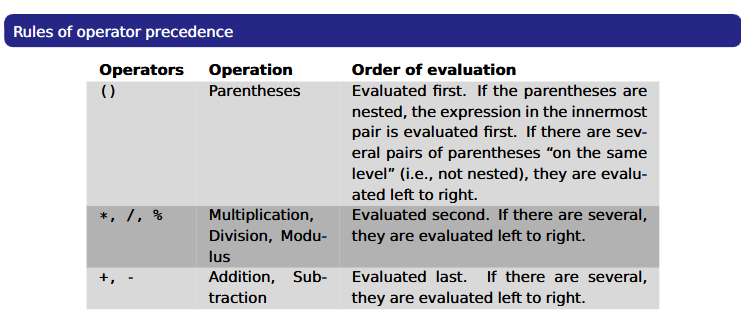 Rules of operator precedence
Operators Operation Order of evaluation
() Parentheses Evaluated first. If the parentheses are
nested, the expression in the innermost
pair is evaluated first. If there are sev-
eral pairs of parentheses “on the same
level” (i.e., not nested), they are evalu-
ated left to right.
*, /, % Multiplication, Evaluated second. If there are several,
Division, Modu- they are evaluated left to right.
lus
+, - Addition, Sub- Evaluated last. If there are several,
traction they are evaluated left to right.